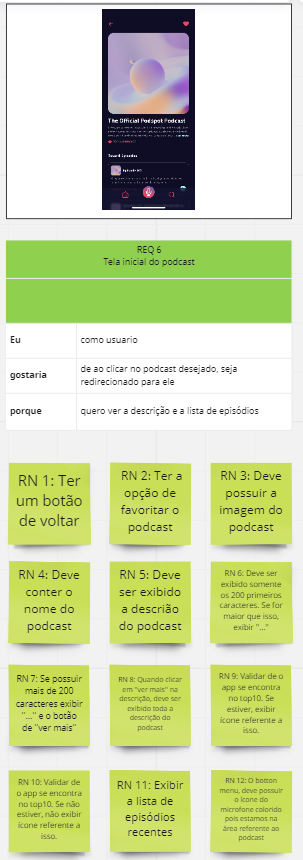 The Official Podspot Podcast
REQ 6
Tela inicial do podcast
Eu
como usuario
gostaria
de ao clicar no podcast desejado, seja
redirecionado para ele
porque
quero ver a descrição e a lista de episódios
RN 1: Ter
um botão
de voltar
RN 2: Ter a
opção de
favoritar o
podcast
RN 3: Deve
possuir a
imagem do
podcast
RN 4: Deve
conter o
nome do
podcast
RN 5: Deve
ser exibido
a descrião
do podcast
RN 6: Deve ser
exibido somente
os 200 primeiros
caracteres. Se for
maior que isso,
exibir "..."
RN 7: Se possuir
mais de 200
caracteres exibir
"..." e o botão
de "ver mais"
RN 8: Quando clicar
em "ver mais" na
descrição, deve ser
exibido toda a
descrição do
podcast
RN 9: Validar de o
app se encontra
no top10. Se
estiver, exibir
ícone referente a
isso.
RN 10: Validar de
o app se encontra
no top10. Se não
estiver, não exibir
ícone referente a
isso.
RN 11: Exibir
a lista de
episódios
recentes
RN 12: O botton
menu, deve possuir
o ícone do
microfone colorido
pois estamos na
área referente ao
podcast